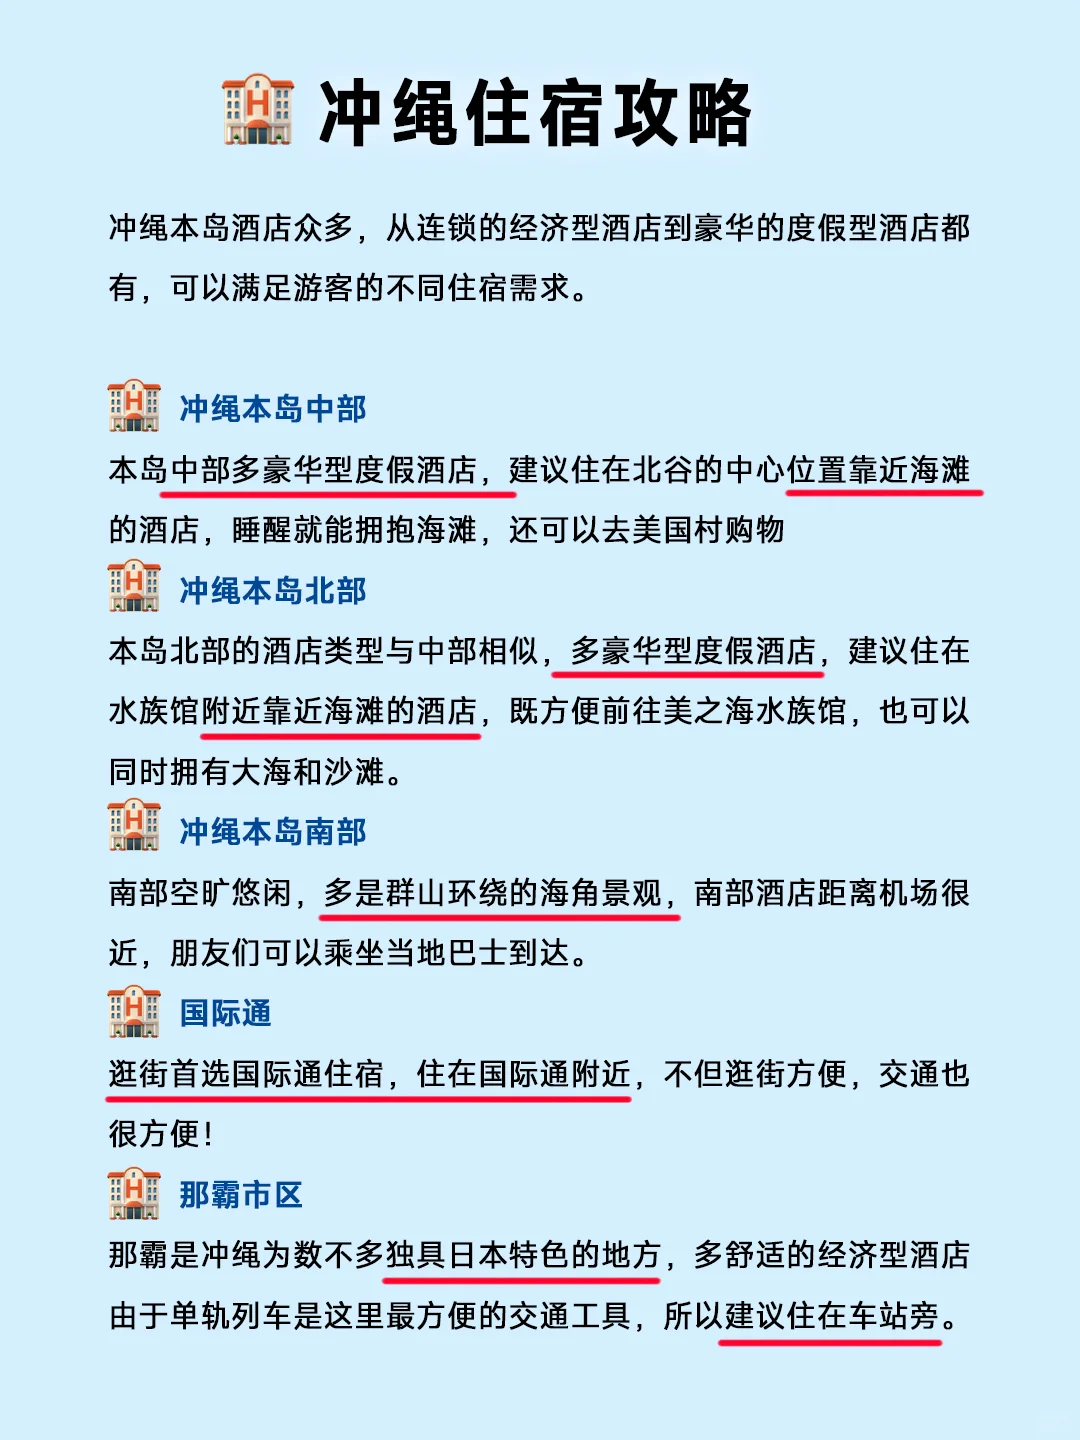 冲绳住宿攻略
冲绳本岛酒店众多，从连锁的经济型酒店到豪华的度假型酒店都
有，可以满足游客的不同住宿需求。
冲绳本岛中部
本岛中部多豪华型度假酒店，建议住在北谷的中心位置靠近海滩
的酒店，睡醒就能拥抱海滩，还可以去美国村购物
冲绳本岛北部
本岛北部的酒店类型与中部相似，多豪华型度假酒店，建议住在
水族馆附近靠近海滩的酒店，既方便前往美之海水族馆，也可以
同时拥有大海和沙滩。
冲绳本岛南部
南部空旷悠闲，多是群山环绕的海角景观，南部酒店距离机场很
近，朋友们可以乘坐当地巴士到达。
国际通
逛街首选国际通住宿，住在国际通附近，不但逛街方便，交通也
很方便！
那霸市区
那霸是冲绳为数不多独具日本特色的地方，多舒适的经济型酒店
由于单轨列车是这里最方便的交通工具，所以建议住在车站旁。